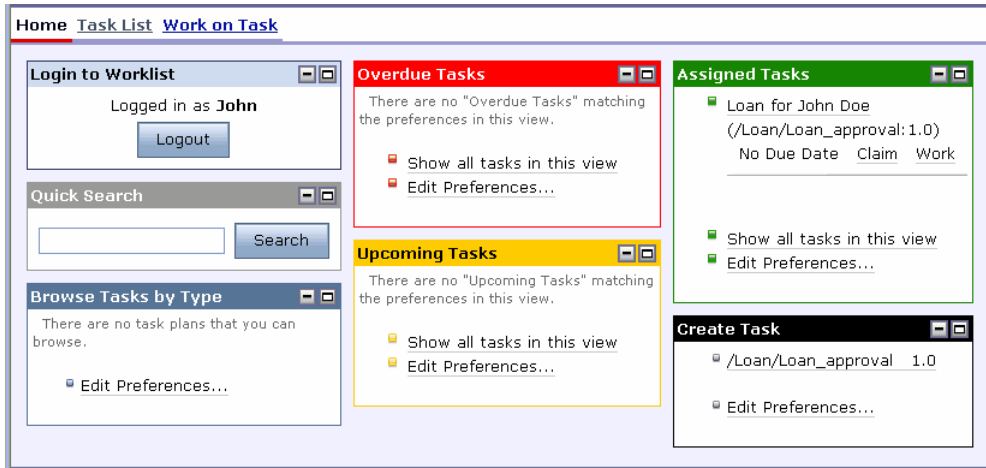 Home Task List Work on Task
Login to Worklist
Logged in as John
Logout
Quick Search
Search
Browse Tasks by Type
There are no task plans that you can
browse.
Edit Preferences...
Overdue Tasks
There are no "Overdue Tasks" matching
the preferences in this view.
Show all tasks in this view
Edit Preferences...
Upcoming Tasks
There are no "Upcoming Tasks" matching
the preferences in this view.
Show all tasks in this view
Edit Preferences...
Assigned Tasks
Loan for John Doe
(/Loan/Loan_approval:1.0)
No Due Date Claim Work
Show all tasks in this view
Edit Preferences...
Create Task
/Loan/Loan_approval 1.0
Edit Preferences...